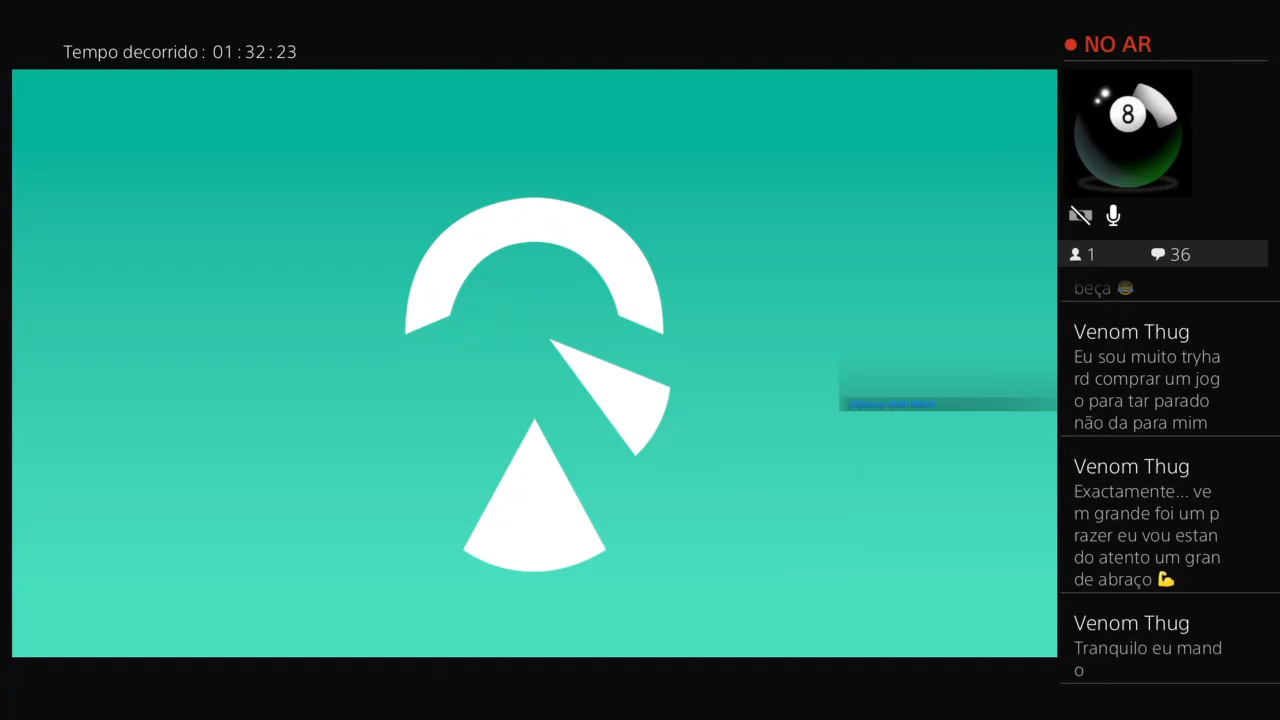 Tempo decorrido: 01:32:23
NO AR
8
1 36
beça 😂
Venom Thug
Eu sou muito tryha
rd comprar um jog
o para tar parado
não da para mim
Venom Thug
Exactamente... ve
m grande foi um p
razer eu vou estan
do atento um gran
de abraço 💪
Venom Thug
Tranquilo eu mand
o